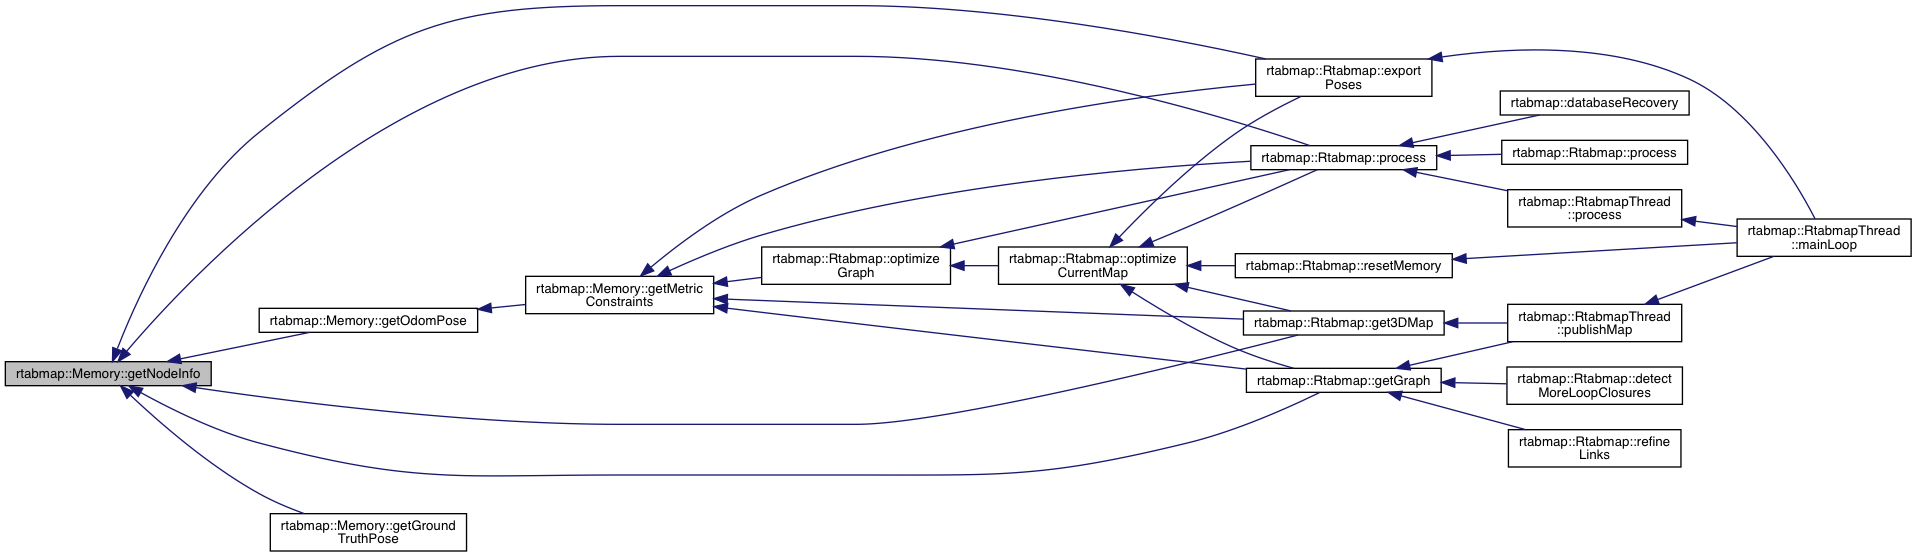 rtabmap::Rtabmap::export
Poses
rtabmap::databaseRecovery
rtabmap::Rtabmap::process
rtabmap::Rtabmap::process
rtabmap::RtabmapThread
::process
rtabmap::RtabmapThread
::mainLoop
rtabmap::Rtabmap::optimize
Graph
rtabmap::Rtabmap::optimize
CurrentMap
rtabmap::Rtabmap::resetMemory
rtabmap::Memory::getMetric
Constraints
rtabmap::Memory::getOdomPose
rtabmap::Rtabmap::get3DMap
rtabmap::RtabmapThread
::publishMap
rtabmap::Memory::getNodeInfo
rtabmap::Rtabmap::getGraph
rtabmap::Rtabmap::detect
MoreLoopClosures
rtabmap::Rtabmap::refine
Links
rtabmap::Memory::getGround
TruthPose